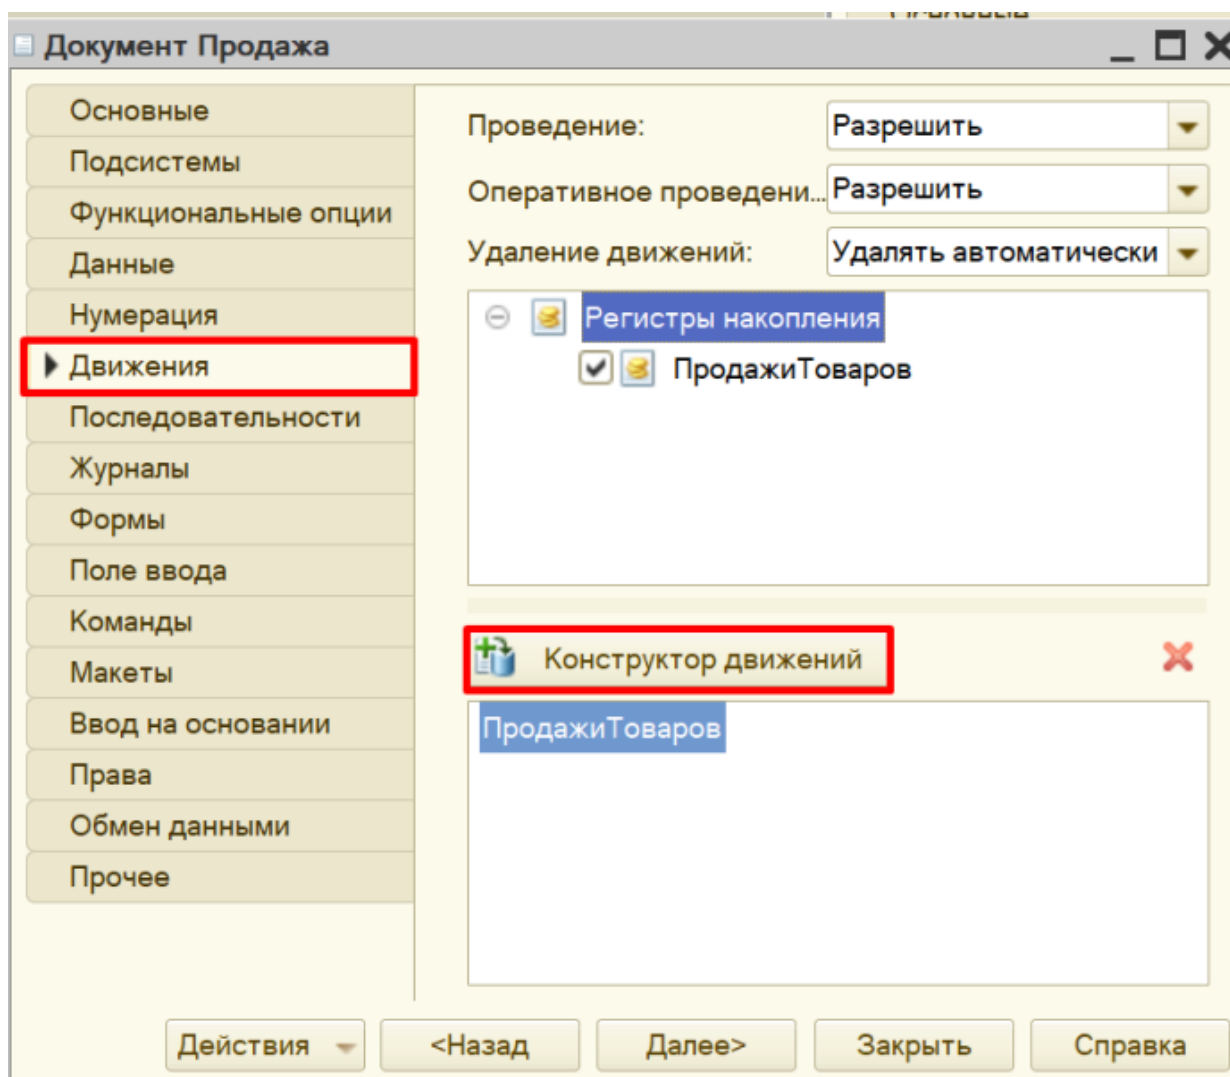 Документ Продажа
Основные
Подсистемы
Функциональные опции
Данные
Нумерация
Движения
Последовательности
Журналы
Формы
Поле ввода
Команды
Макеты
Ввод на основании
Права
Обмен данными
Прочее
Проведение: Разрешить
Оперативное проведени... Разрешить
Удаление движений: Удалять автоматически
Регистры накопления
ПродажиТоваров
Конструктор движений
ПродажиТоваров
Действия <Назад Далее> Закрыть Справка